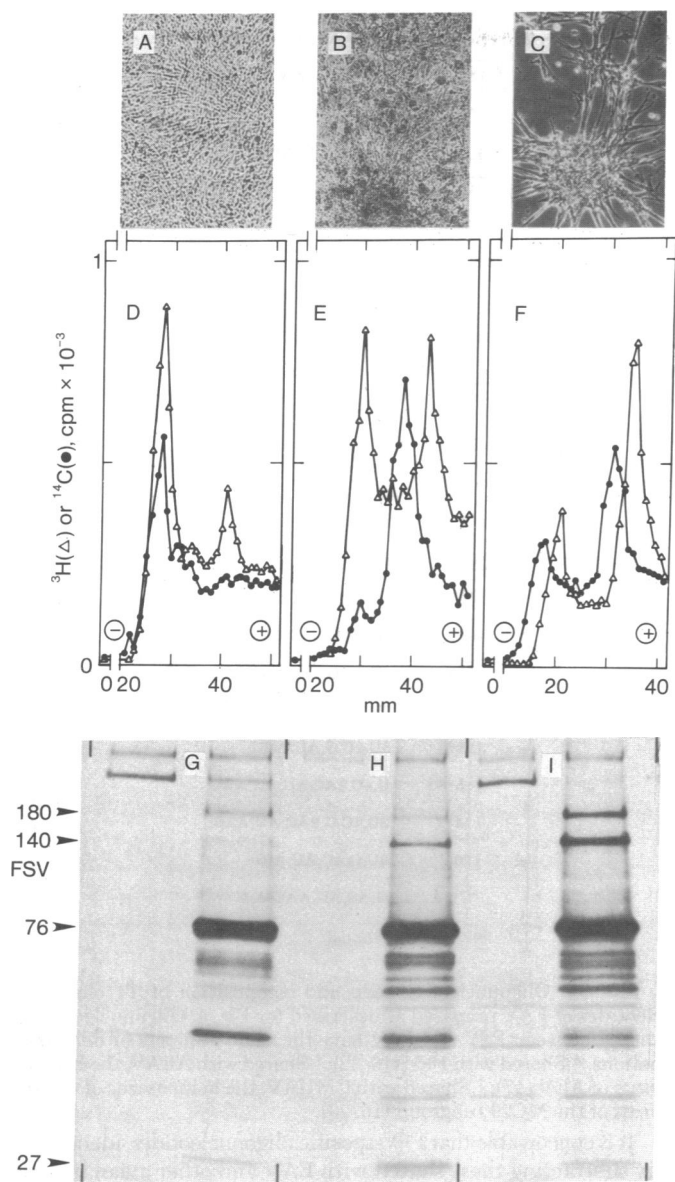 A B C
1
D E F
³H(△) or ¹⁴C(●), cpm × 10⁻³
0
− + − + − +
0 20 40 0 20 40 0 20 40
mm
G H I
180
140
FSV
76
27